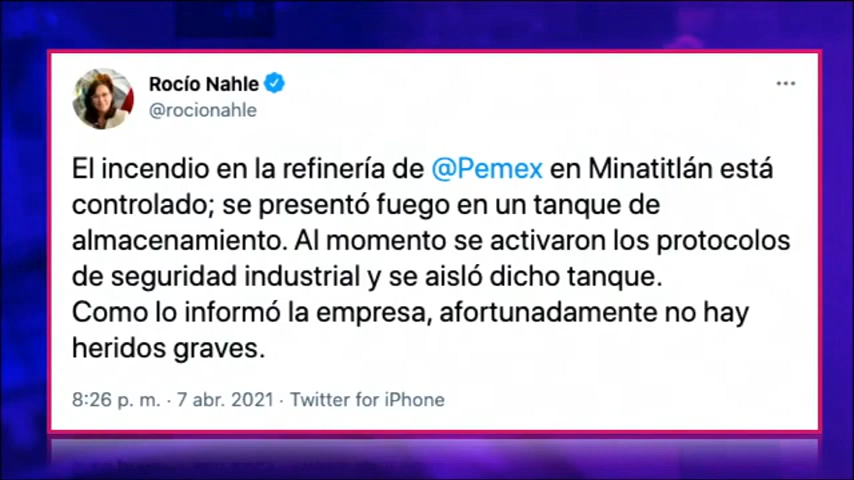 Rocío Nahle
@rocionahle
El incendio en la refinería de @Pemex en Minatitlán está
controlado; se presentó fuego en un tanque de
almacenamiento. Al momento se activaron los protocolos
de seguridad industrial y se aisló dicho tanque.
Como lo informó la empresa, afortunadamente no hay
heridos graves.
8:26 p. m. · 7 abr. 2021 · Twitter for iPhone